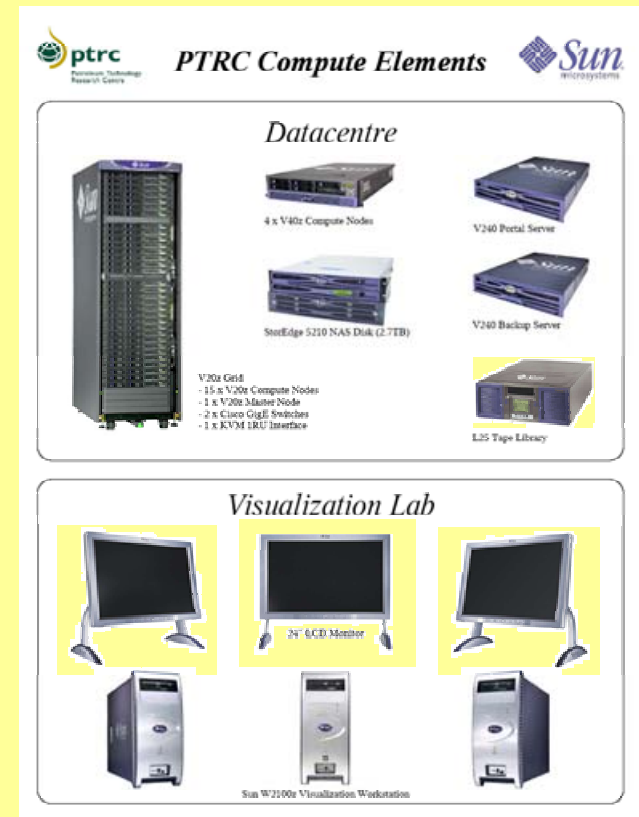 ptrc
Petroleum Technology
Research Centre
PTRC Compute Elements
Sun
microsystems
Datacentre
Sun
4 x V40z Compute Nodes
V240 Portal Server
StorEdge 5210 NAS Disk (2.7TB)
V240 Backup Server
V20z Grid
- 15 x V20z Compute Nodes
- 1 x V20z Master Node
- 2 x Cisco GigE Switches
- 1 x KVM 1RU Interface
L25 Tape Library
Visualization Lab
24" LCD Monitor
Sun W2100z Visualization Workstation